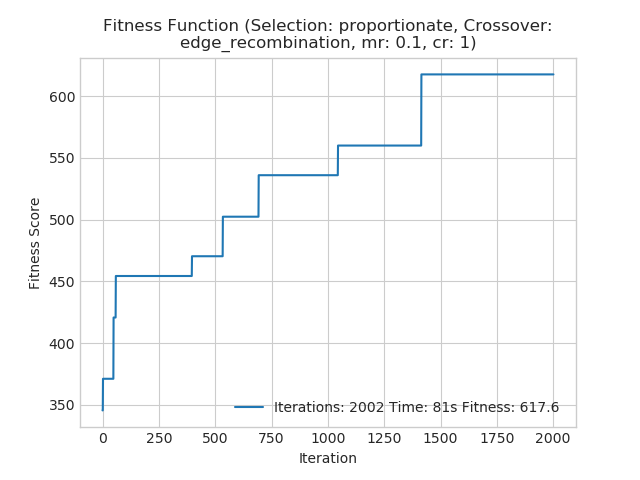 Fitness Function (Selection: proportionate, Crossover:
edge_recombination, mr: 0.1, cr: 1)
Fitness Score
600
550
500
450
400
350
Iterations: 2002 Time: 81s Fitness: 617.6
0 250 500 750 1000 1250 1500 1750 2000
Iteration